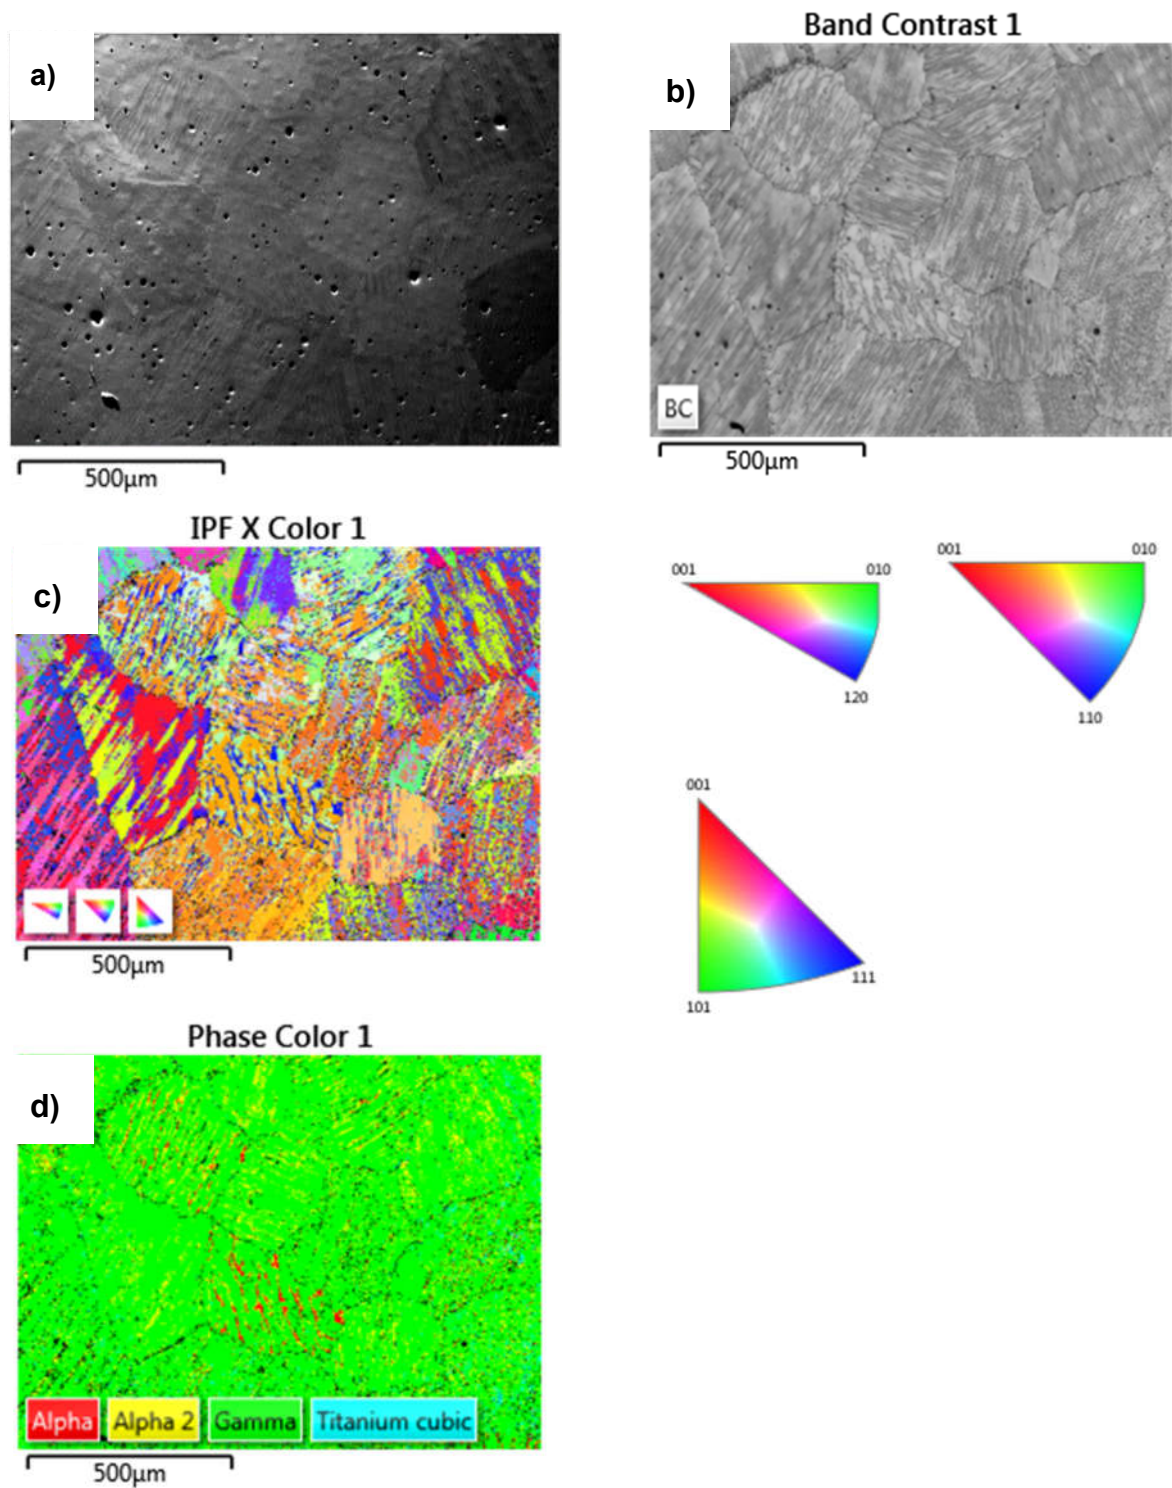 a)
Band Contrast 1
b)
BC
500µm
500µm
IPF X Color 1
c)
500µm
001
010
120
001
010
110
001
111
101
Phase Color 1
d)
Alpha
Alpha 2
Gamma
Titanium cubic
500µm